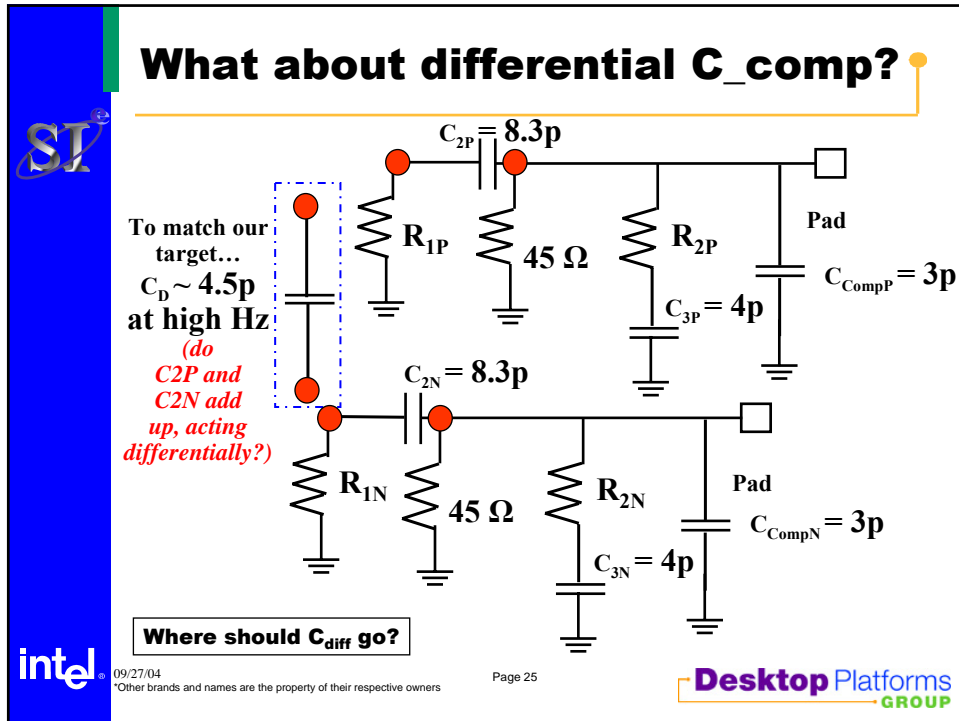 What about differential C_comp?
SI
C2P = 8.3p
To match our
target…
CD ~ 4.5p
at high Hz
(do
C2P and
C2N add
up, acting
differentially?)
R1P
45 Ω
R2P
C3P = 4p
Pad
CCompP = 3p
C2N = 8.3p
R1N
45 Ω
R2N
C3N = 4p
Pad
CCompN = 3p
Where should Cdiff go?
intel®
09/27/04
*Other brands and names are the property of their respective owners
Page 25
Desktop Platforms
GROUP